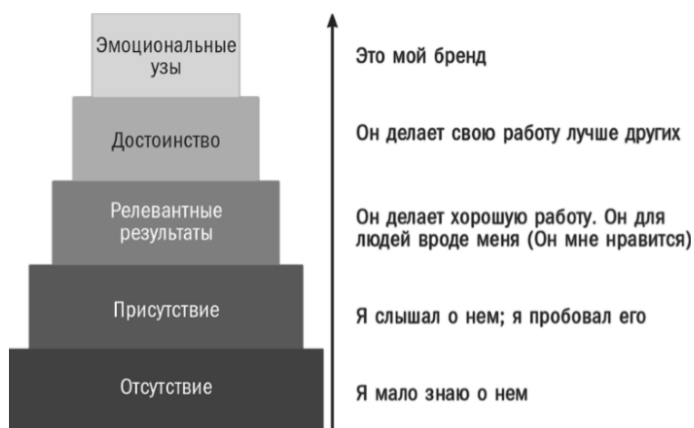 Эмоциональные
узы
Это мой бренд
Достоинство
Он делает свою работу лучше других
Релевантные
результаты
Он делает хорошую работу. Он для
людей вроде меня (Он мне нравится)
Присутствие
Я слышал о нем; я пробовал его
Отсутствие
Я мало знаю о нем